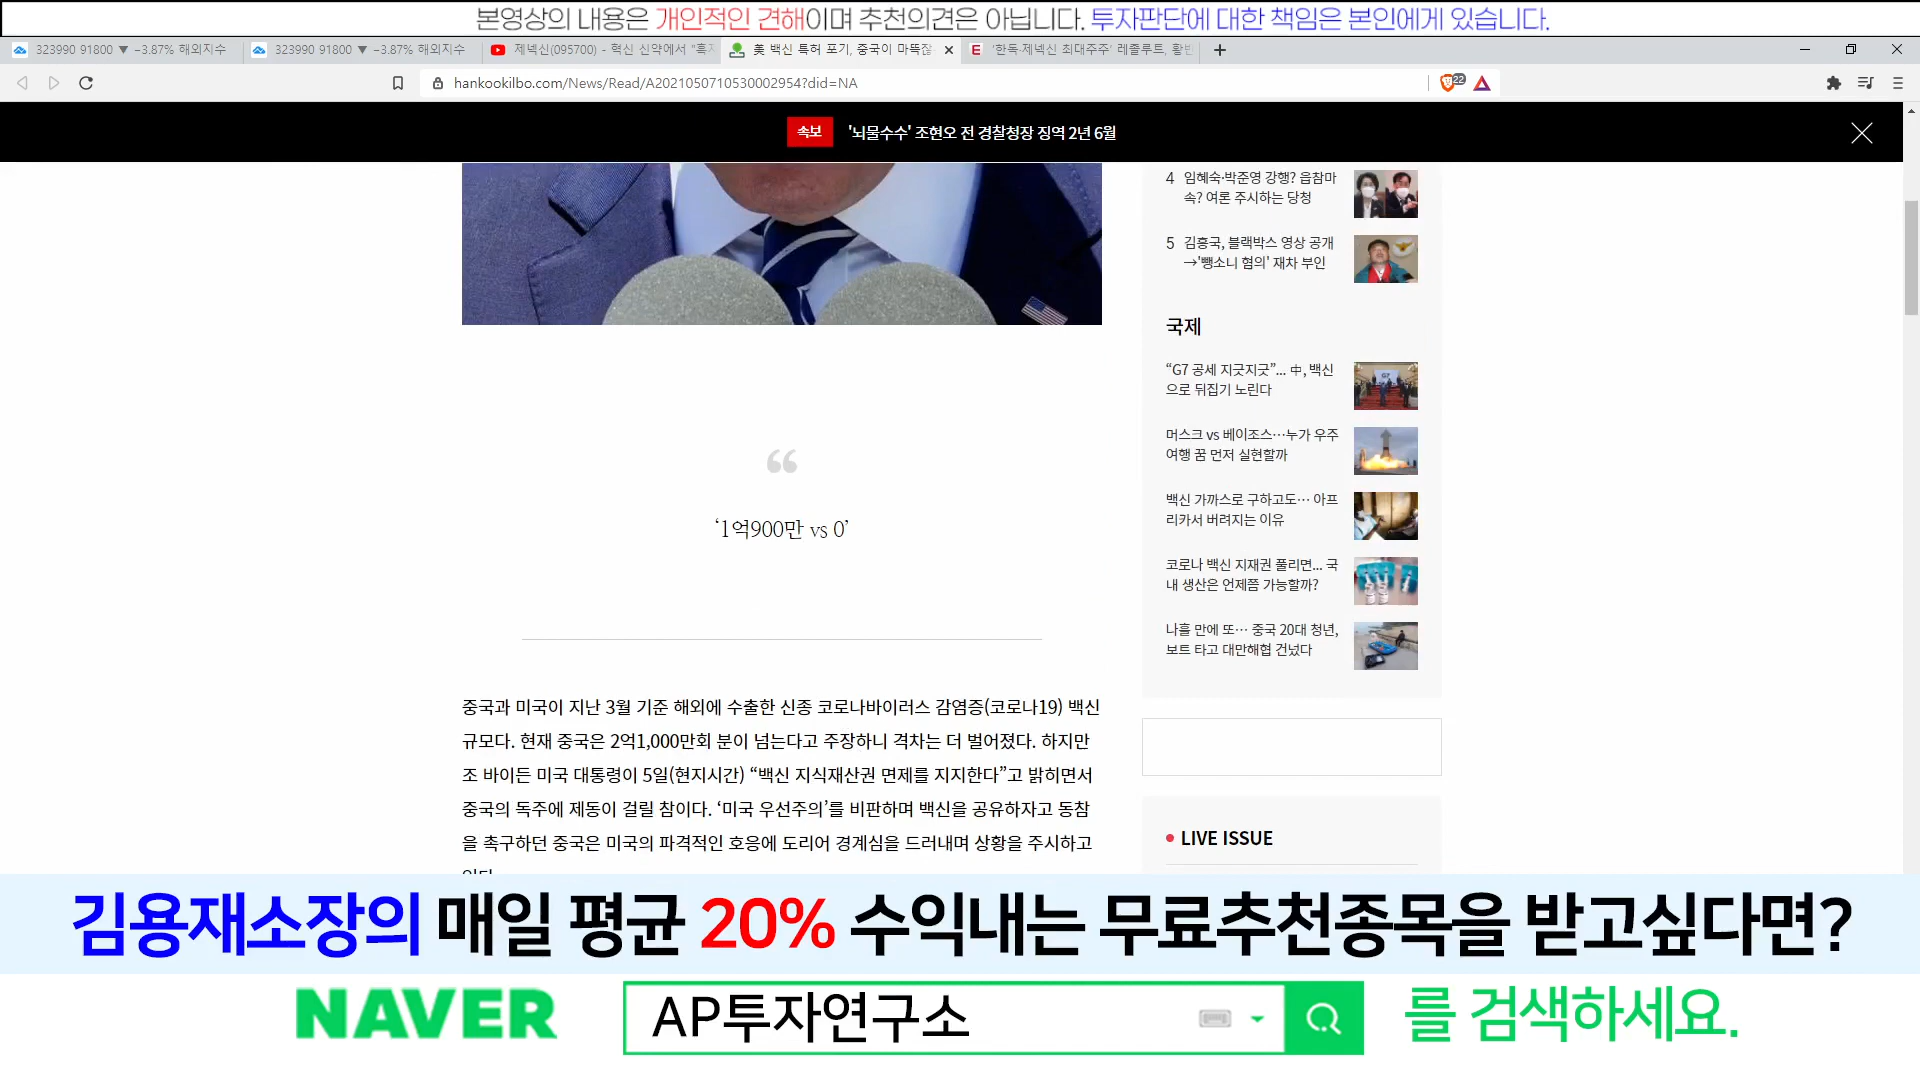 본영상의 내용은 개인적인 견해이며 추천의견은 아닙니다. 투자판단에 대한 책임은 본인에게 있습니다.
323990 91800 ▼ -3.87% 해외지수
323990 91800 ▼ -3.87% 해외지수
제넥신(095700) - 혁신 신약에서 "흑자
美 백신 특허 포기, 중국이 마뜩잖
'한독·제넥신 최대주주' 레졸루트, 황반
hankookilbo.com/News/Read/A2021050710530002954?did=NA
22
속보 '뇌물수수' 조현오 전 경찰청장 징역 2년 6월
4 임혜숙·박준영 강행? 읍참마
속? 여론 주시하는 당청
5 김흥국, 블랙박스 영상 공개
→'뺑소니 혐의' 재차 부인
국제
“G7 공세 지긋지긋”... 中, 백신
으로 뒤집기 노린다
머스크 vs 베이조스…누가 우주
여행 꿈 먼저 실현할까
백신 가까스로 구하고도… 아프
리카서 버려지는 이유
코로나 백신 지재권 풀리면... 국
내 생산은 언제쯤 가능할까?
나흘 만에 또… 중국 20대 청년,
보트 타고 대만해협 건넜다
LIVE ISSUE
“
‘1억900만 vs 0’
중국과 미국이 지난 3월 기준 해외에 수출한 신종 코로나바이러스 감염증(코로나19) 백신
규모다. 현재 중국은 2억1,000만회 분이 넘는다고 주장하니 격차는 더 벌어졌다. 하지만
조 바이든 미국 대통령이 5일(현지시간) “백신 지식재산권 면제를 지지한다”고 밝히면서
중국의 독주에 제동이 걸릴 참이다. ‘미국 우선주의’를 비판하며 백신을 공유하자고 동참
을 촉구하던 중국은 미국의 파격적인 호응에 도리어 경계심을 드러내며 상황을 주시하고
김용재소장의 매일 평균 20% 수익내는 무료추천종목을 받고싶다면?
NAVER AP투자연구소 를 검색하세요.